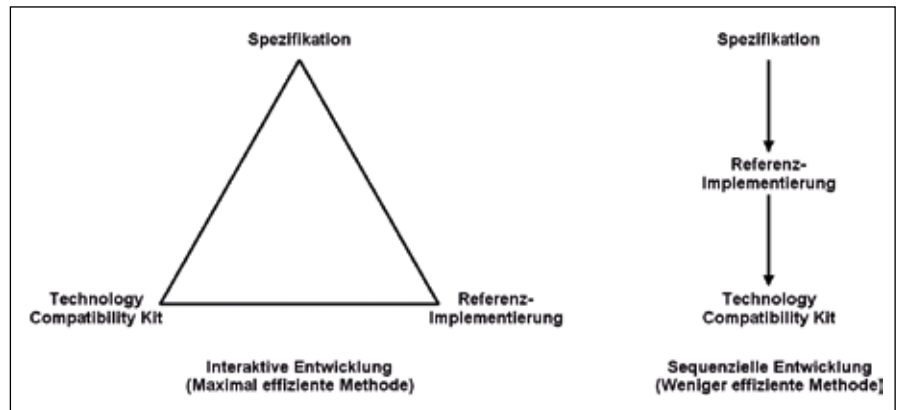 Spezifikation
Technology
Compatibility Kit
Referenz-
Implementierung
Interaktive Entwicklung
(Maximal effiziente Methode)
Spezifikation
Referenz-
Implementierung
Technology
Compatibility Kit
Sequenzielle Entwicklung
(Weniger effiziente Methode)